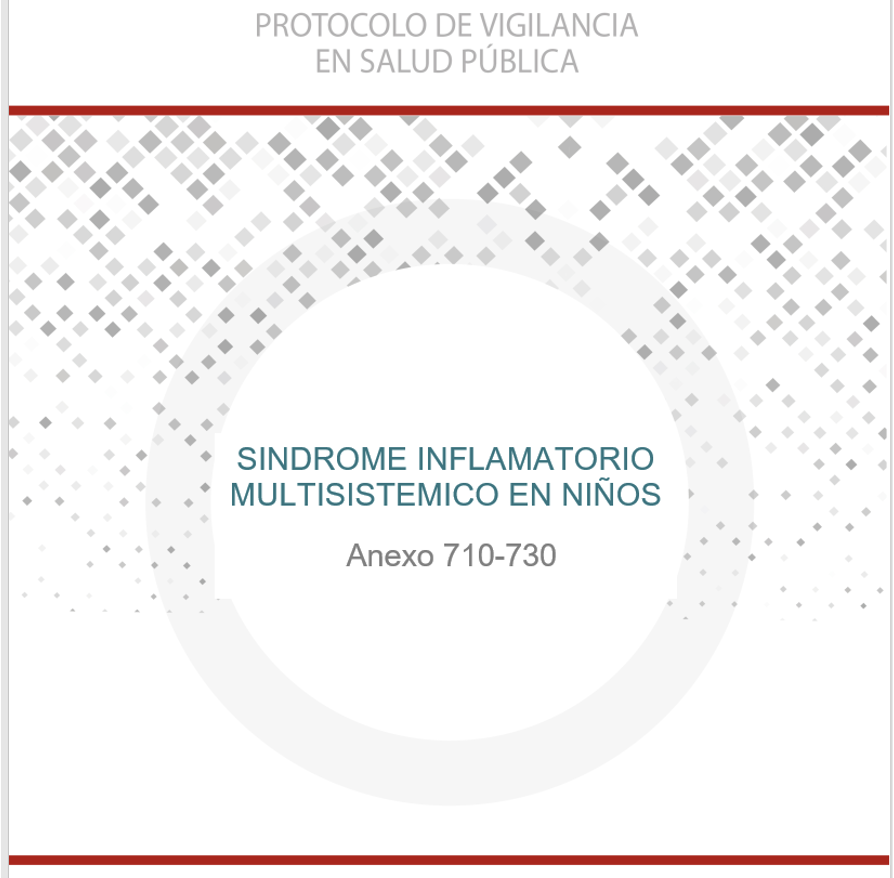 PROTOCOLO DE VIGILANCIA
EN SALUD PÚBLICA
SINDROME INFLAMATORIO
MULTISISTEMICO EN NIÑOS
Anexo 710-730